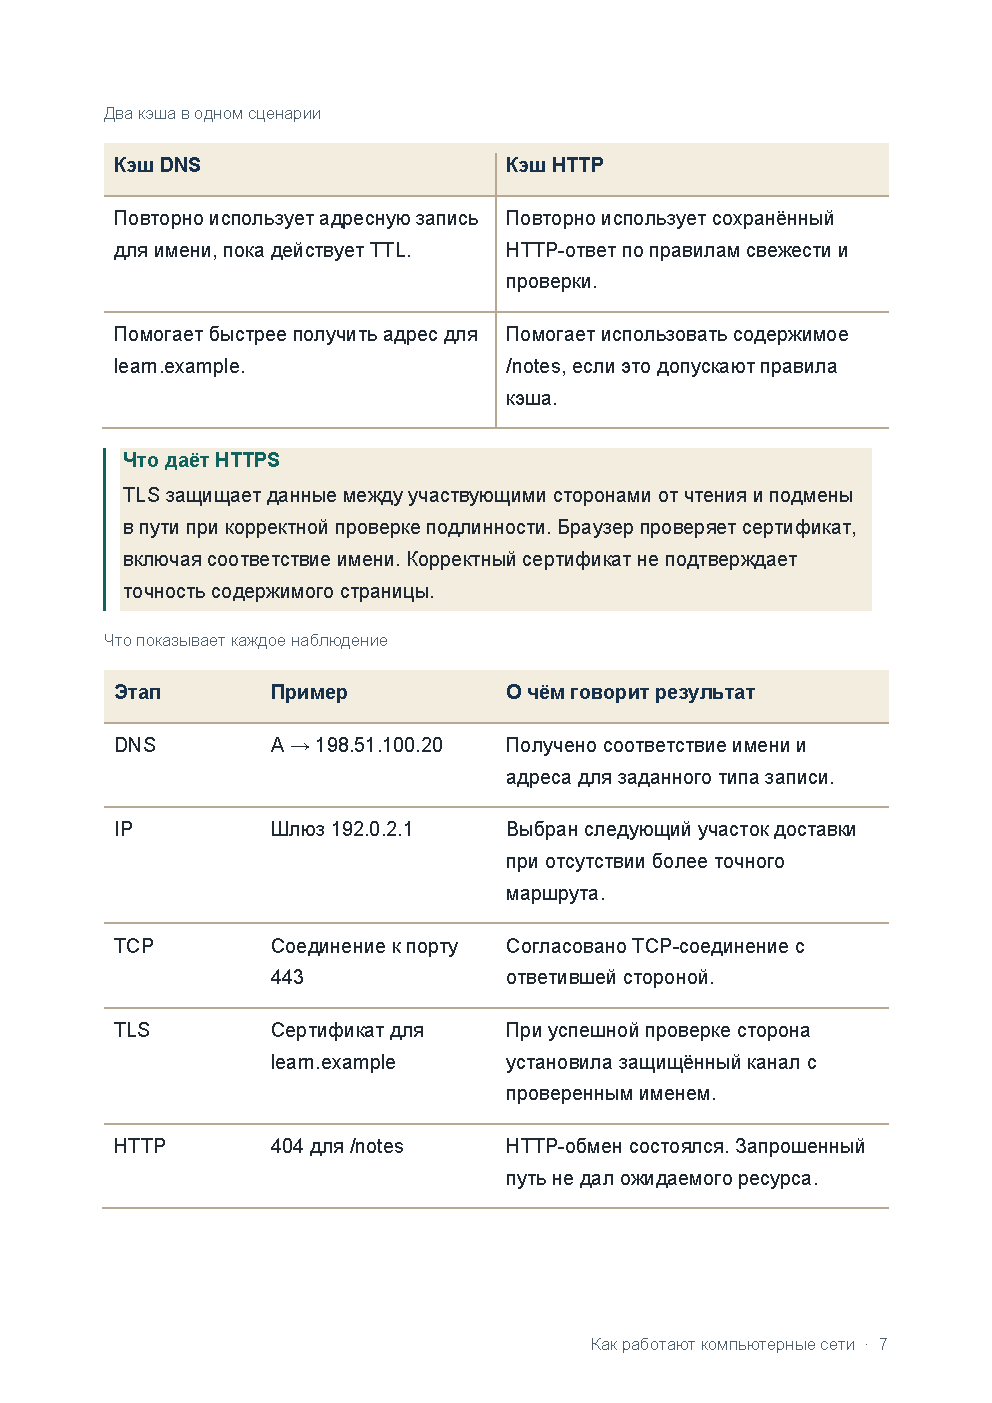 Два кэша в одном сценарии
Кэш DNS
Кэш HTTP
Повторно использует адресную запись
для имени, пока действует TTL.
Повторно использует сохранённый
HTTP-ответ по правилам свежести и
проверки.
Помогает быстрее получить адрес для
learn.example.
Помогает использовать содержимое
/notes, если это допускают правила
кэша.
Что даёт HTTPS
TLS защищает данные между участвующими сторонами от чтения и подмены
в пути при корректной проверке подлинности. Браузер проверяет сертификат,
включая соответствие имени. Корректный сертификат не подтверждает
точность содержимого страницы.
Что показывает каждое наблюдение
Этап
Пример
О чём говорит результат
DNS
A → 198.51.100.20
Получено соответствие имени и
адреса для заданного типа записи.
IP
Шлюз 192.0.2.1
Выбран следующий участок доставки
при отсутствии более точного
маршрута.
TCP
Соединение к порту
443
Согласовано TCP-соединение с
ответившей стороной.
TLS
Сертификат для
learn.example
При успешной проверке сторона
установила защищённый канал с
проверенным именем.
HTTP
404 для /notes
HTTP-обмен состоялся. Запрошенный
путь не дал ожидаемого ресурса.
Как работают компьютерные сети · 7